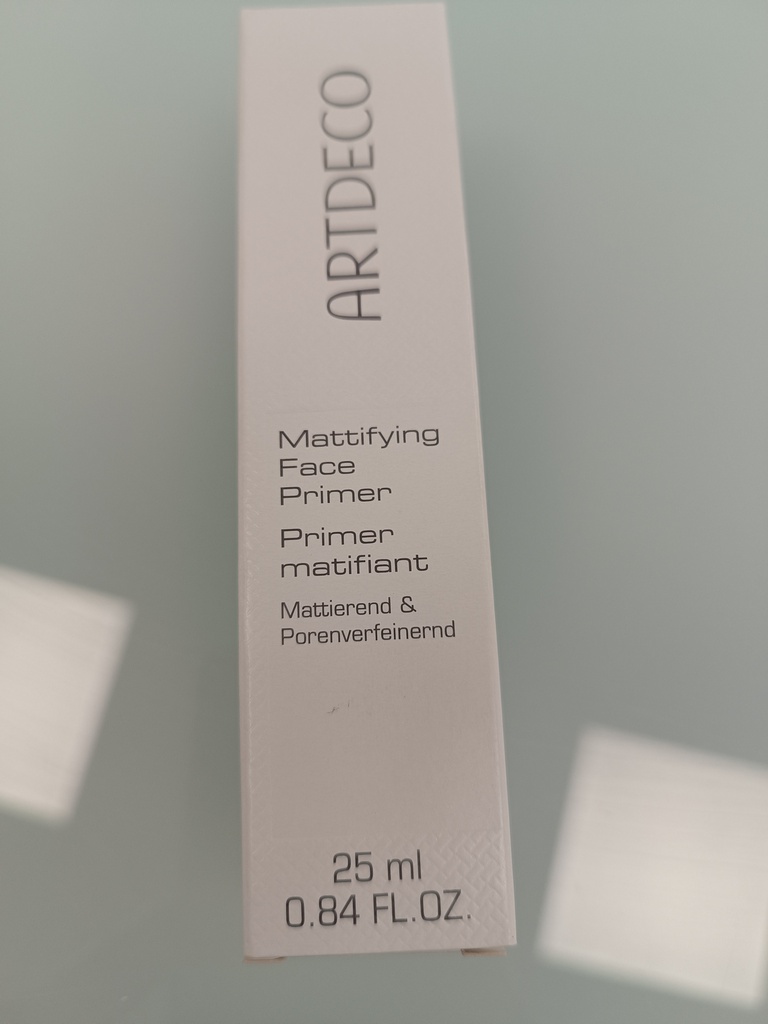 ARTDECO
Mattifying
Face
Primer
Primer
matifiant
Mattierend &
Porenverfeinernd
25 ml
0.84 FL.OZ.